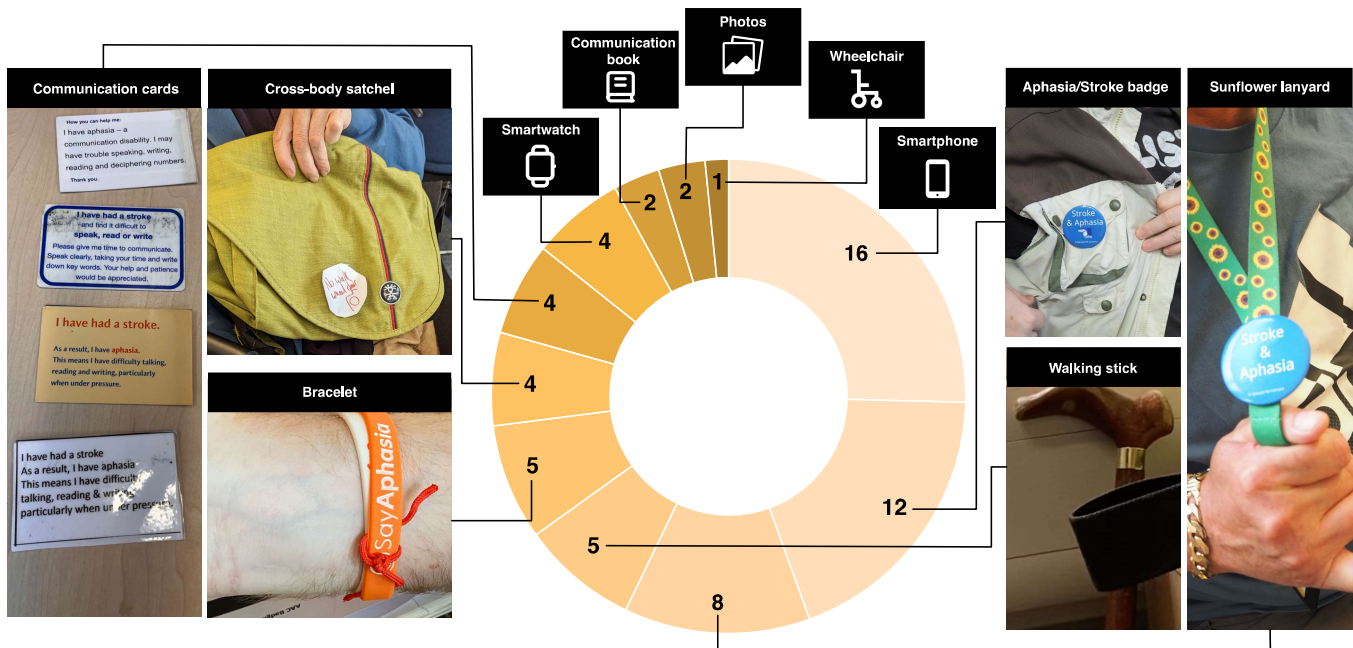 Photos
Communication
book
Wheelchair
Communication cards
Cross-body satchel
Smartwatch
Smartphone
Aphasia/Stroke badge
Sunflower lanyard
How you can help me:
I have aphasia – a
communication disability. I may
have trouble speaking, writing,
reading and deciphering numbers.
Thank you
I have had a stroke
and find it difficult to
speak, read or write
Please give me time to communicate.
Speak clearly, taking your time and write
down key words. Your help and patience
would be appreciated.
I have had a stroke.
As a result, I have aphasia.
This means I have difficulty talking,
reading and writing, particularly
when under pressure.
I have had a stroke
As a result, I have aphasia
This means I have difficulty
talking, reading & writing,
particularly when under pressure.
Bracelet
SayAphasia
2
2
1
4
16
4
4
5
12
5
8
Stroke
& Aphasia
Walking stick
Stroke
&
Aphasia